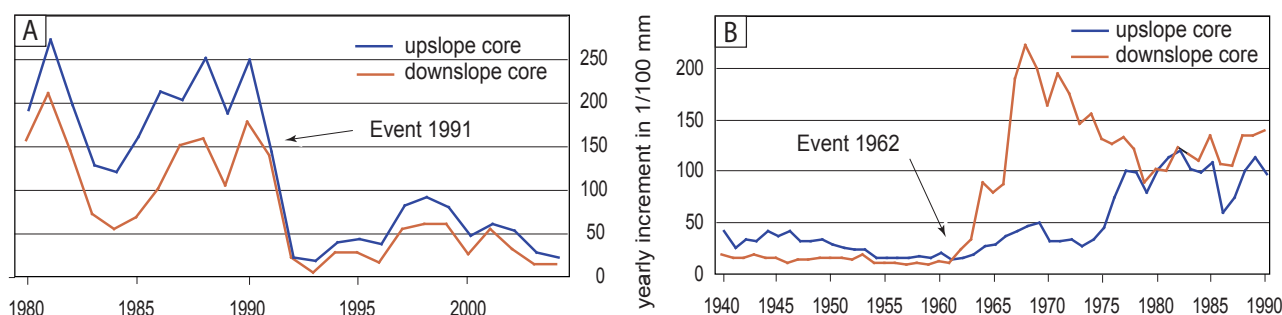 A
upslope core
downslope core
Event 1991
250
200
150
100
50
0
1980 1985 1990 1995 2000
yearly increment in 1/100 mm
B
upslope core
downslope core
Event 1962
200
150
100
50
0
1940 1945 1950 1955 1960 1965 1970 1975 1980 1985 1990